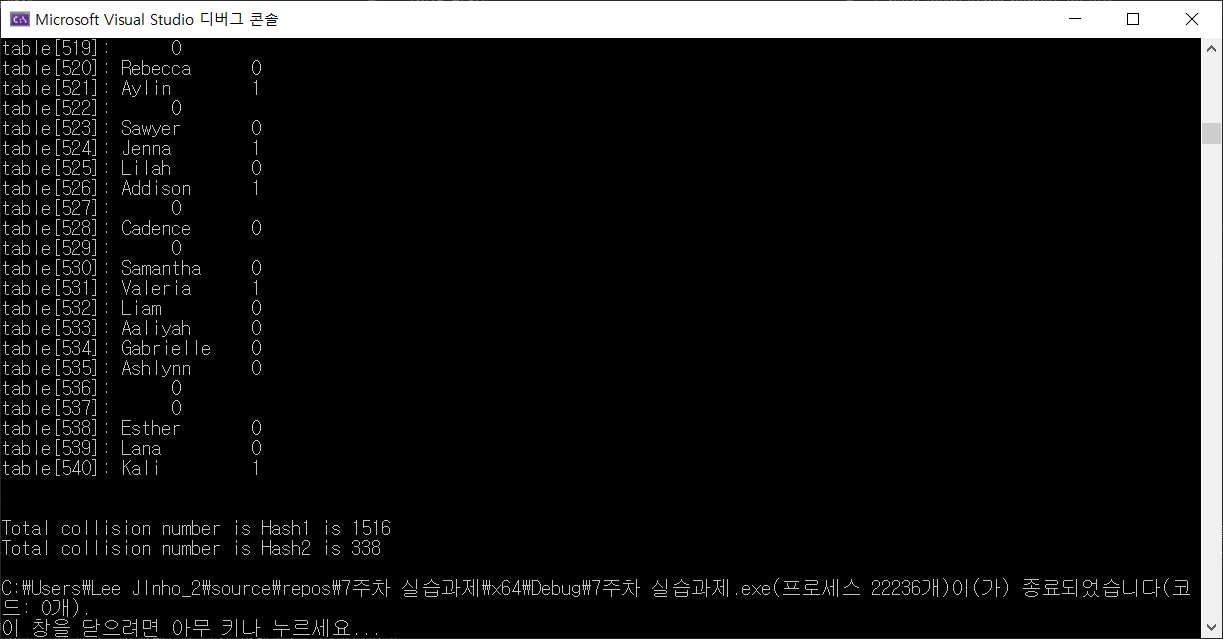 Microsoft Visual Studio 디버그 콘솔
table[519]: 0
table[520]: Rebecca 0
table[521]: Aylin 1
table[522]: 0
table[523]: Sawyer 0
table[524]: Jenna 1
table[525]: Lilah 0
table[526]: Addison 1
table[527]: 0
table[528]: Cadence 0
table[529]: 0
table[530]: Samantha 0
table[531]: Valeria 1
table[532]: Liam 0
table[533]: Aaliyah 0
table[534]: Gabrielle 0
table[535]: Ashlynn 0
table[536]: 0
table[537]: 0
table[538]: Esther 0
table[539]: Lana 0
table[540]: Kali 1
Total collision number is Hash1 is 1516
Total collision number is Hash2 is 338
C:₩Users₩Lee JInho_2₩source₩repos₩7주차 실습과제₩x64₩Debug₩7주차 실습과제.exe(프로세스 22236개)이(가) 종료되었습니다(코
드: 0개).
이 창을 닫으려면 아무 키나 누르세요...